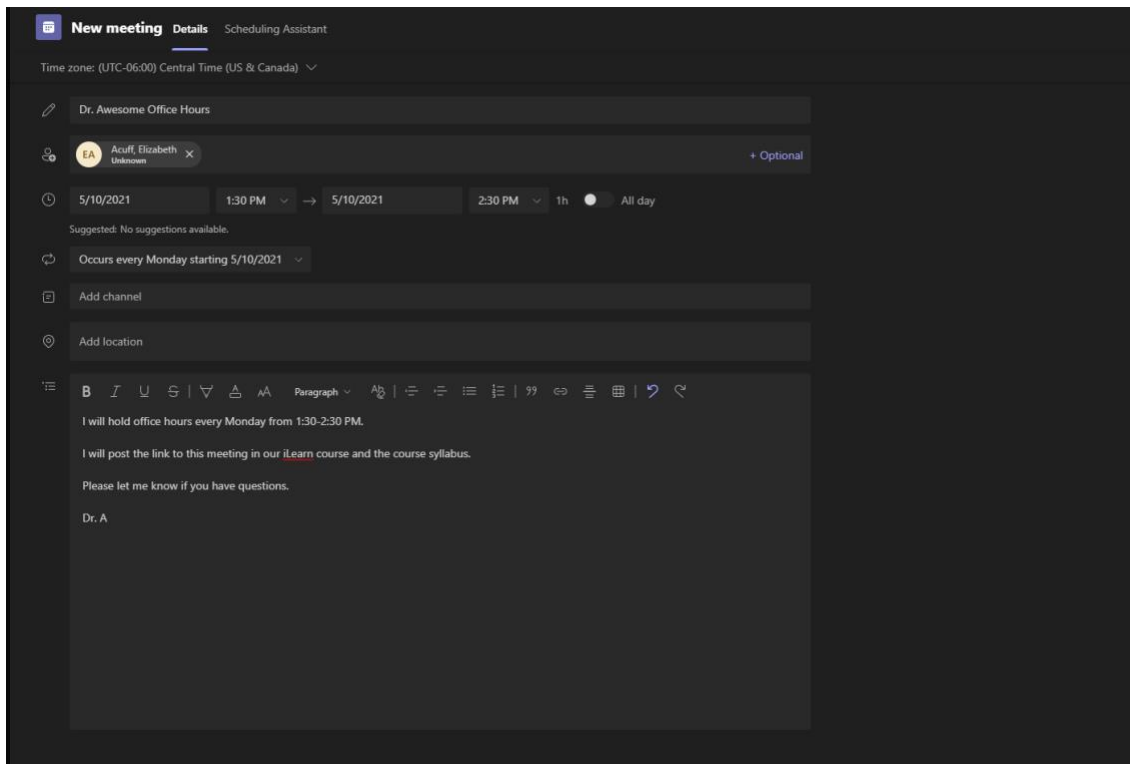 New meeting Details Scheduling Assistant
Time zone: (UTC-06:00) Central Time (US & Canada)
Dr. Awesome Office Hours
EA Acuff, Elizabeth
Unknown
+ Optional
5/10/2021 1:30 PM → 5/10/2021 2:30 PM 1h All day
Suggested: No suggestions available.
Occurs every Monday starting 5/10/2021
Add channel
Add location
B I U S A AA Paragraph Ab
I will hold office hours every Monday from 1:30-2:30 PM.
I will post the link to this meeting in our iLearn course and the course syllabus.
Please let me know if you have questions.
Dr. A